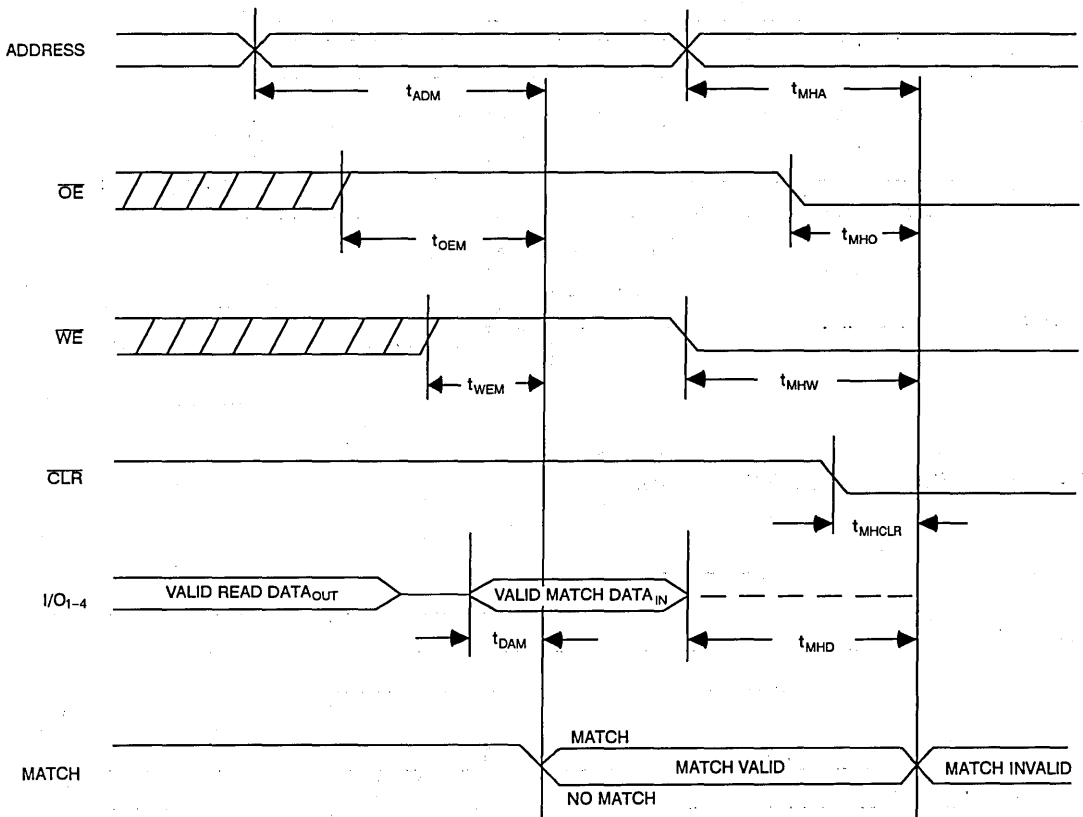 ADDRESS
tADM
tMHA
OE
tOEM
tMHO
WE
tWEM
tMHW
CLR
tMHCLR
I/O1–4
VALID READ DATAOUT
VALID MATCH DATAIN
tDAM
tMHD
MATCH
MATCH
MATCH VALID
NO MATCH
MATCH INVALID